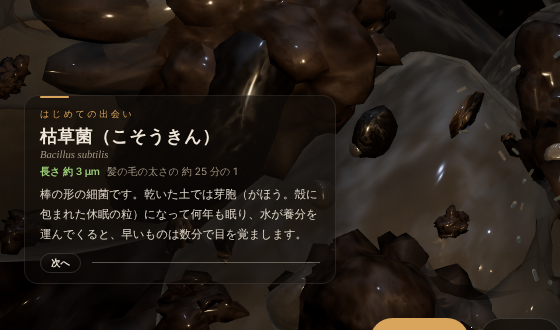 はじめての出会い
枯草菌（こそうきん）
Bacillus subtilis
長さ 約 3 μm 髪の毛の太さの 約 25 分の 1
棒の形の細菌です。乾いた土では芽胞（がほう。殻に
包まれた休眠の粒）になって何年も眠り、水が養分を
運んでくると、早いものは数分で目を覚まします。
次へ